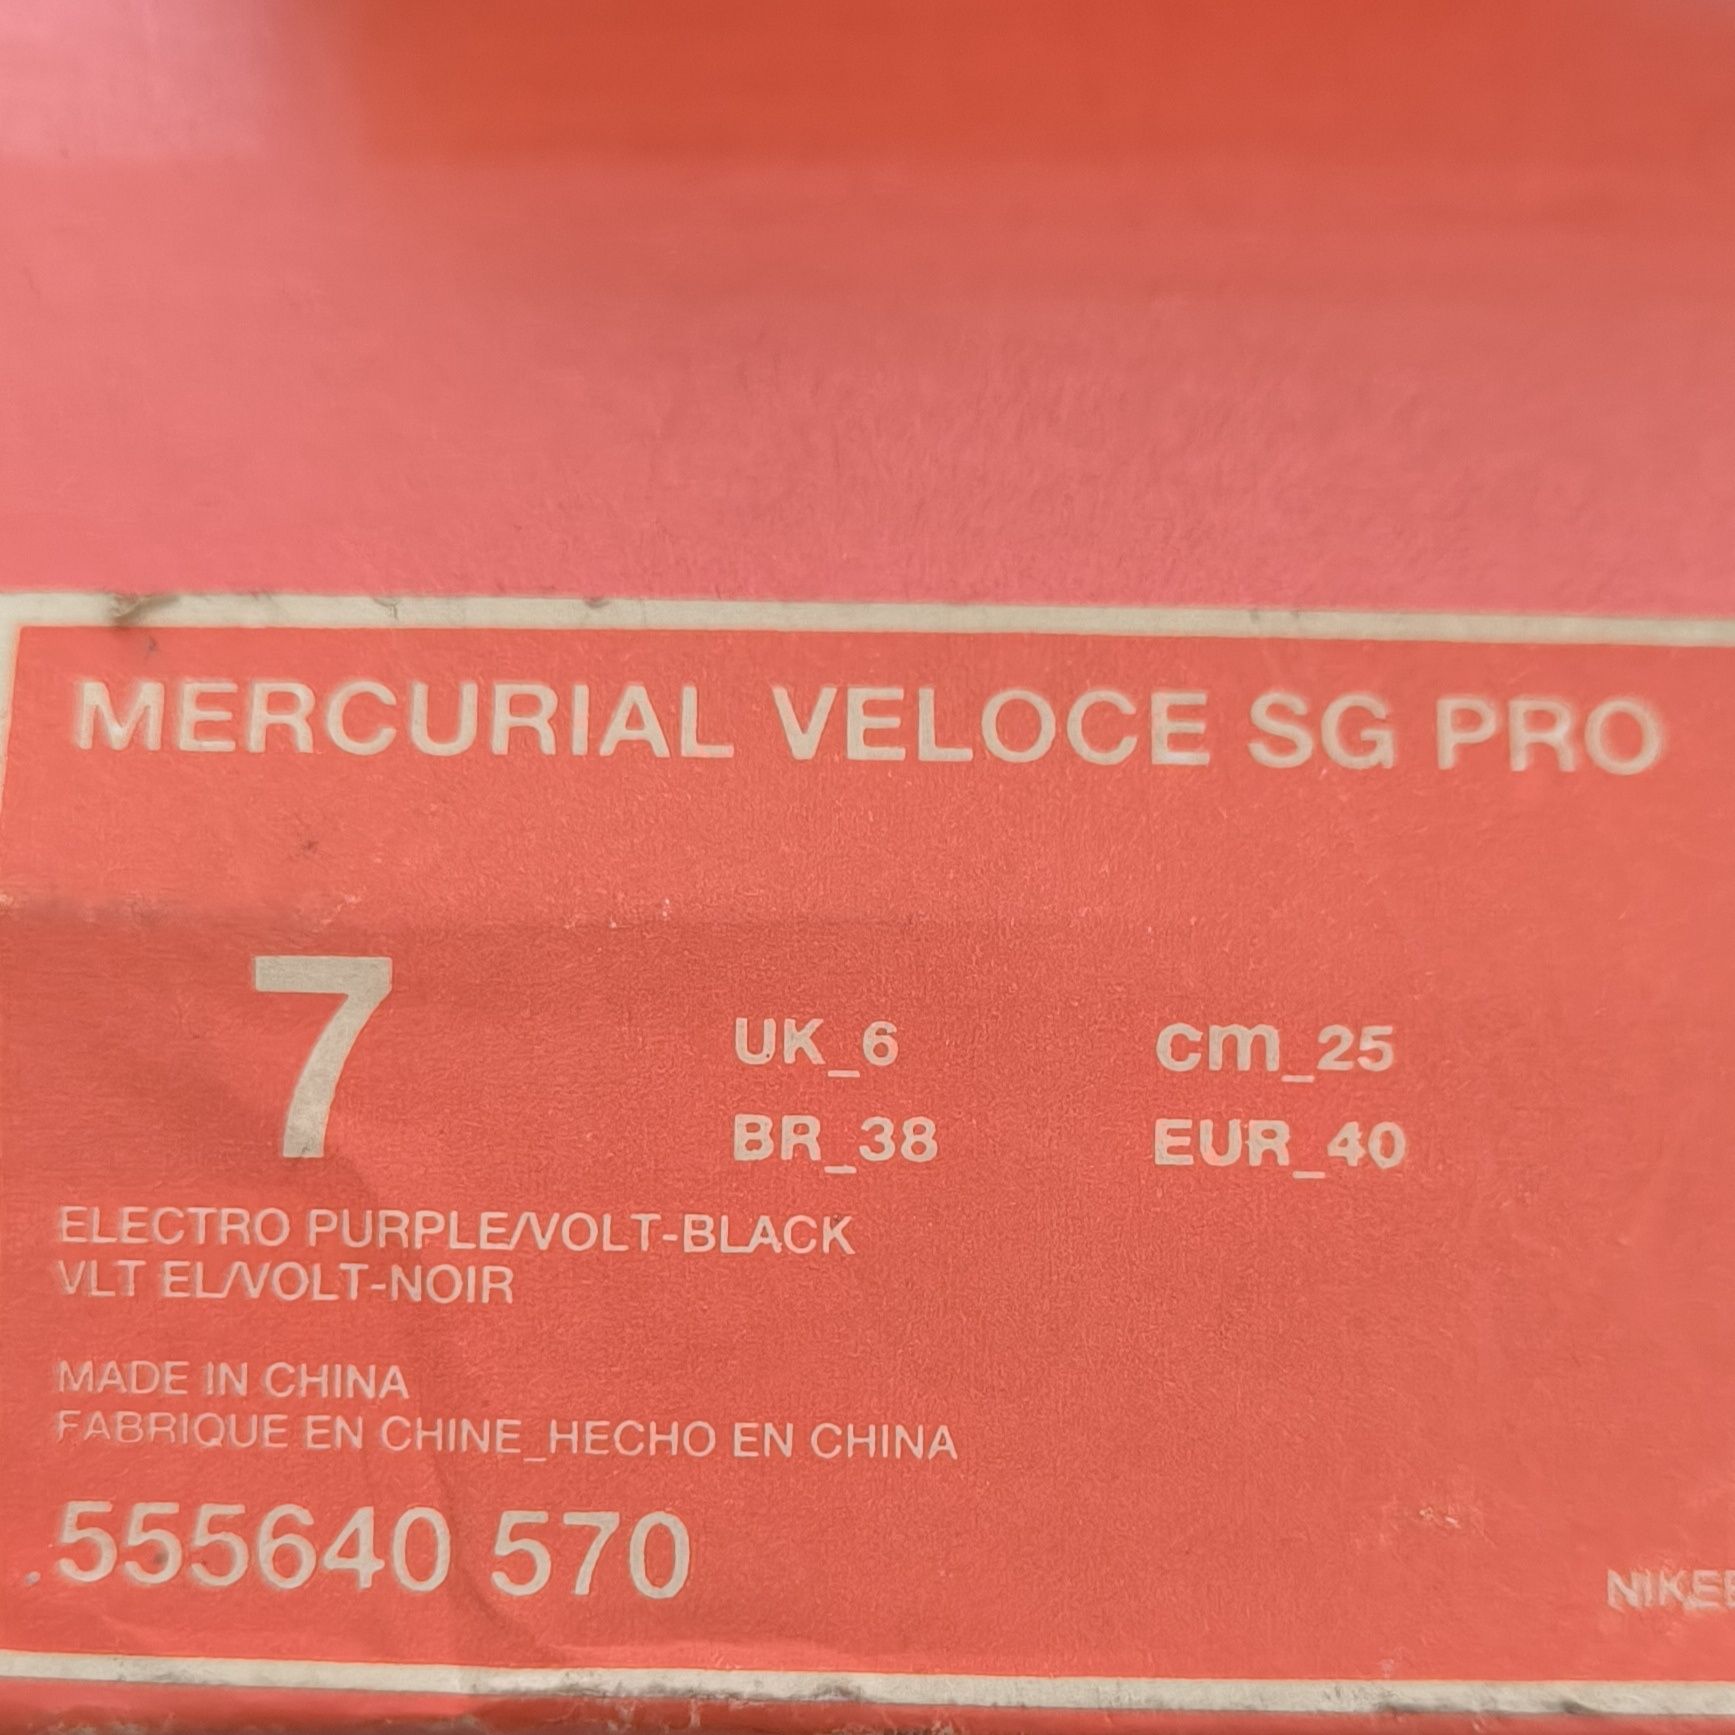 MERCURIAL VELOCE SG PRO
7
UK_6 cm_25
BR_38 EUR_40
ELECTRO PURPLE/VOLT-BLACK
VLT EL/VOLT-NOIR
MADE IN CHINA
FABRIQUE EN CHINE_HECHO EN CHINA
555640 570